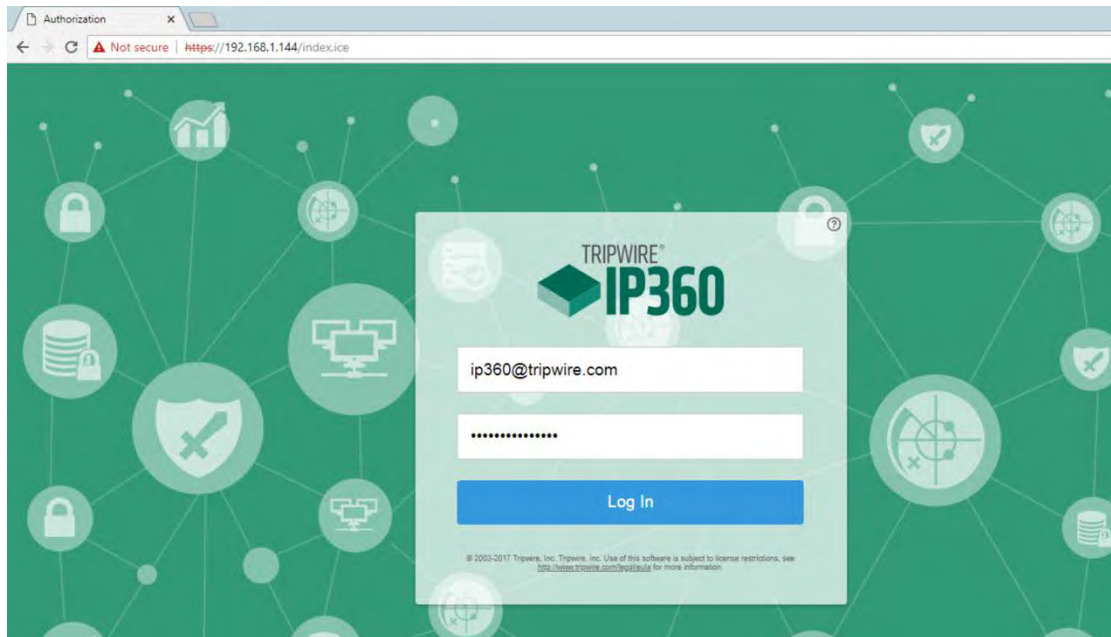 Authorization
Not secure | https://192.168.1.144/index.ice
TRIPWIRE®
IP360
ip360@tripwire.com
•••••••••••••••
Log In
© 2003-2017 Tripwire, Inc. Tripwire, Inc. Use of this software is subject to license restrictions, see
http://www.tripwire.com/legal/eula for more information.